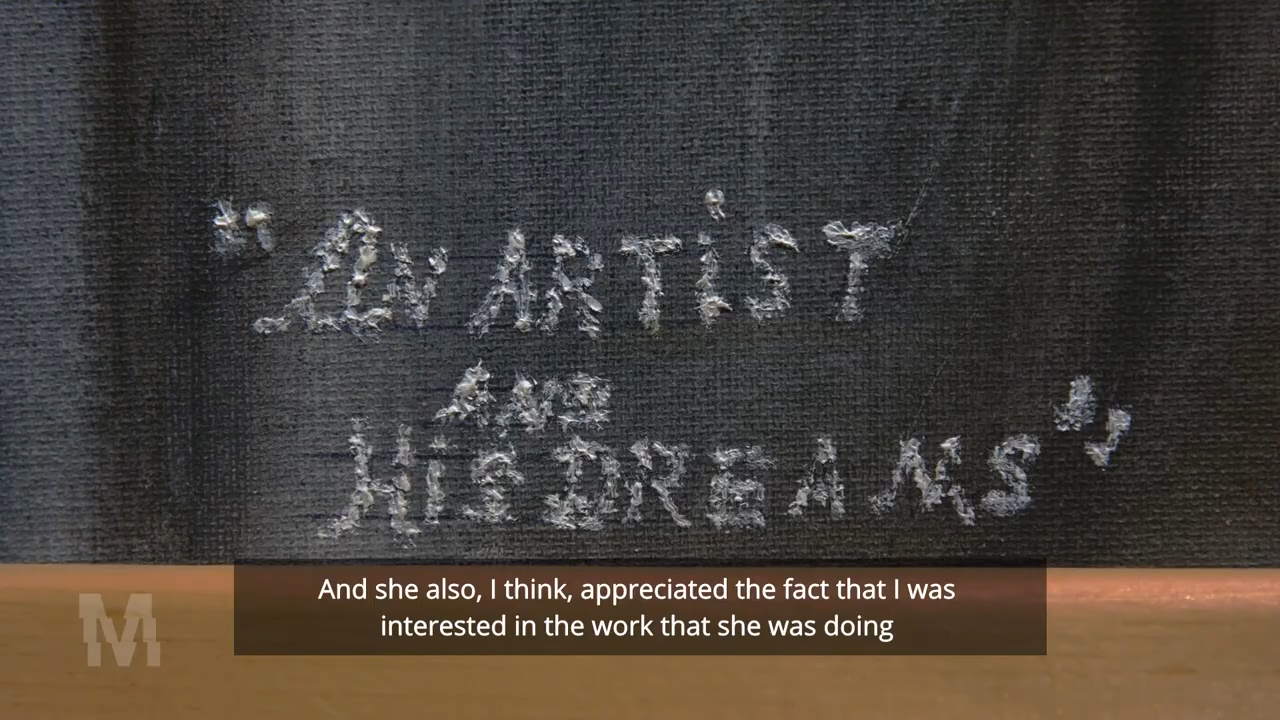 "An ARTiST
AND
HiS DREAMS"
And she also, I think, appreciated the fact that I was
interested in the work that she was doing
M